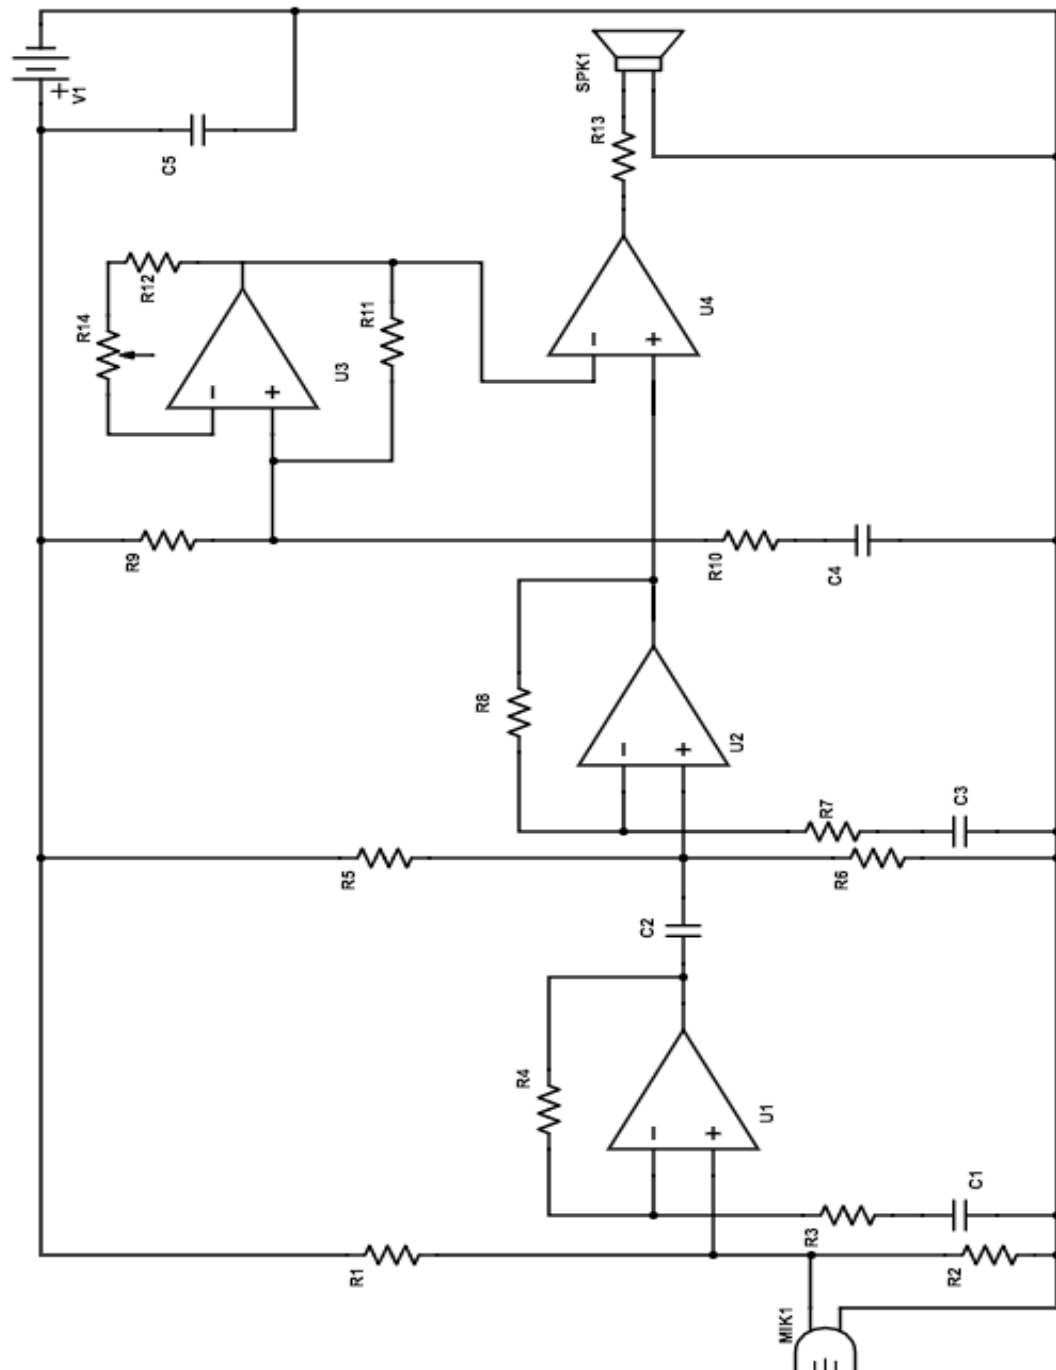 V1
+
C5
SPK1
R13
R12
R14
U3
R11
U4
−
+
−
+
R9
R10
C4
R8
U2
−
+
R7
C3
R5
R6
C2
R4
U1
−
+
C1
R3
R1
R2
MIK1